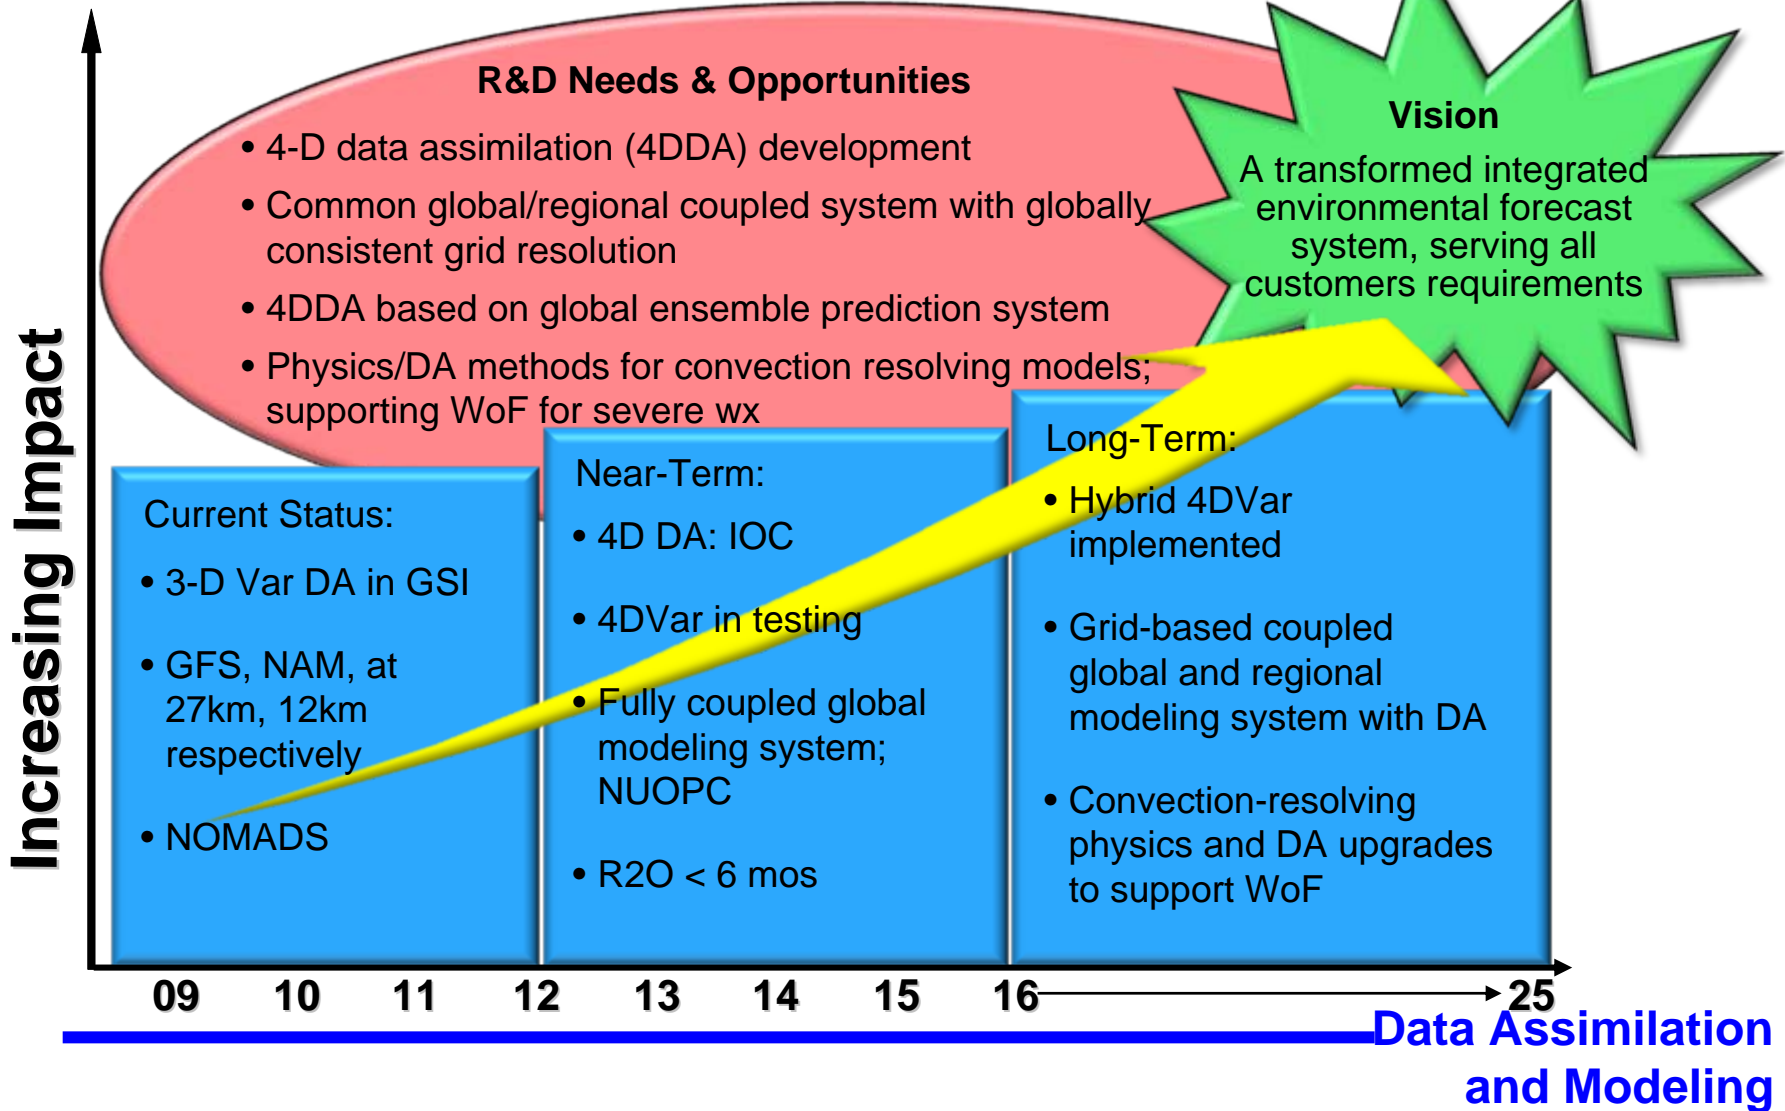 R&D Needs & Opportunities
• 4-D data assimilation (4DDA) development
• Common global/regional coupled system with globally
consistent grid resolution
• 4DDA based on global ensemble prediction system
• Physics/DA methods for convection resolving models;
supporting WoF for severe wx
Vision
A transformed integrated
environmental forecast
system, serving all
customers requirements
Increasing Impact
Current Status:
• 3-D Var DA in GSI
• GFS, NAM, at
27km, 12km
respectively
• NOMADS
Near-Term:
• 4D DA: IOC
• 4DVar in testing
• Fully coupled global
modeling system;
NUOPC
• R2O < 6 mos
Long-Term:
• Hybrid 4DVar
implemented
• Grid-based coupled
global and regional
modeling system with DA
• Convection-resolving
physics and DA upgrades
to support WoF
09 10 11 12 13 14 15 16 25
Data Assimilation
and Modeling